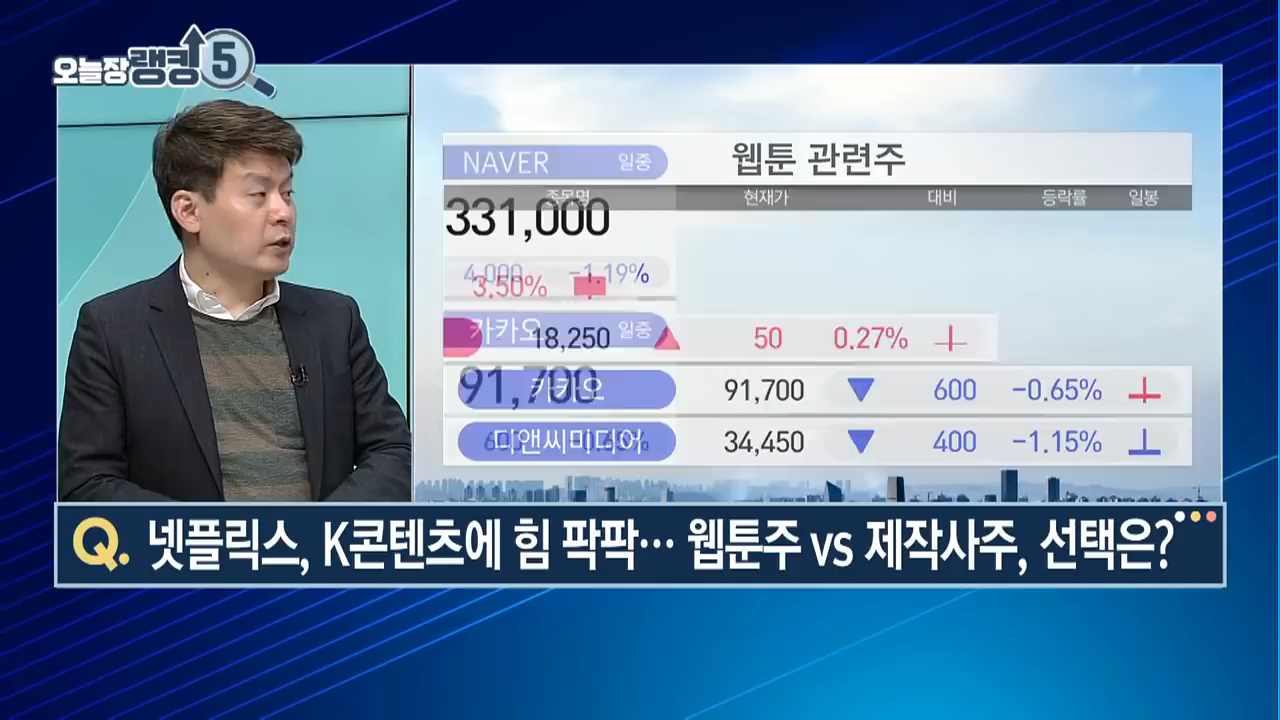 오늘장랭킹5
NAVER 일중 웹툰 관련주
종목명 현재가 대비 등락률 일봉
331,000
4,000 -1.19%
3.50%
카카오 일중 18,250 50 0.27%
91,700
카카오 91,700 ▼ 600 -0.65%
600 -0.65%
디앤씨미디어 34,450 ▼ 400 -1.15%
Q. 넷플릭스, K콘텐츠에 힘 팍팍… 웹툰주 vs 제작사주, 선택은?